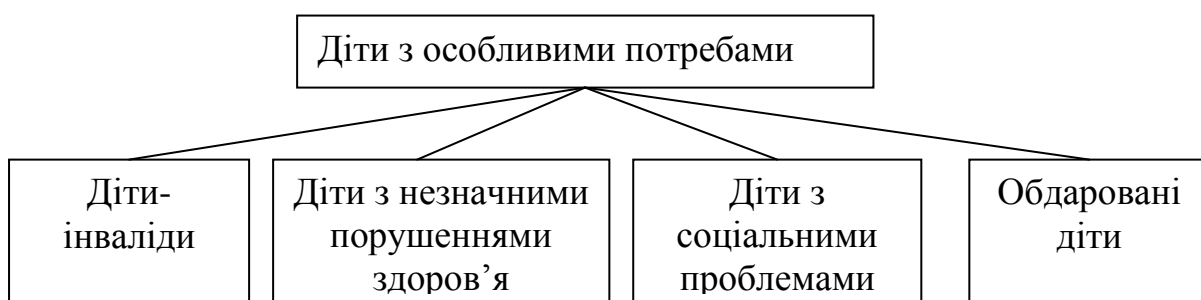 Діти з особливими потребами
Діти-
інваліди
Діти з незначними
порушеннями
здоров’я
Діти з
соціальними
проблемами
Обдаровані
діти